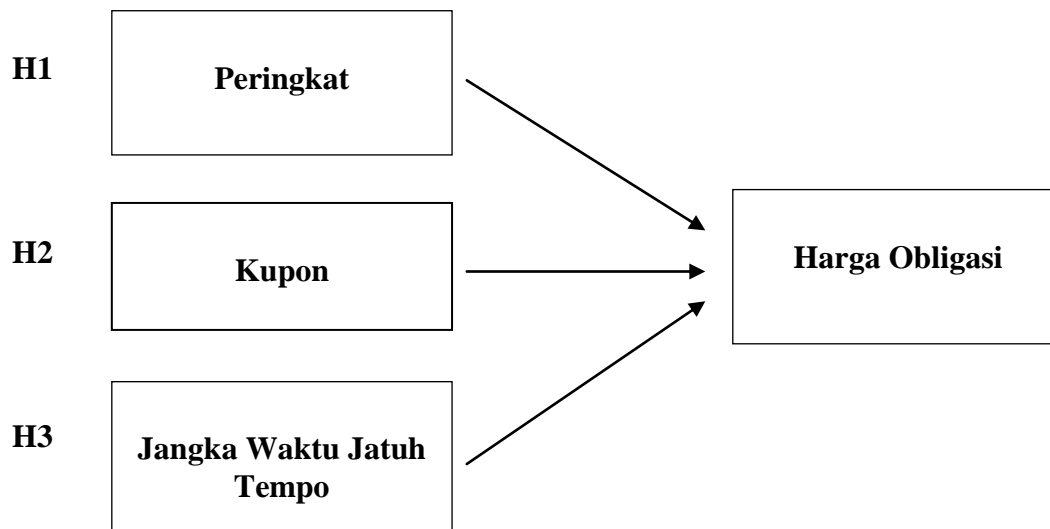 H1
Peringkat
H2
Kupon
Harga Obligasi
H3
Jangka Waktu Jatuh
Tempo